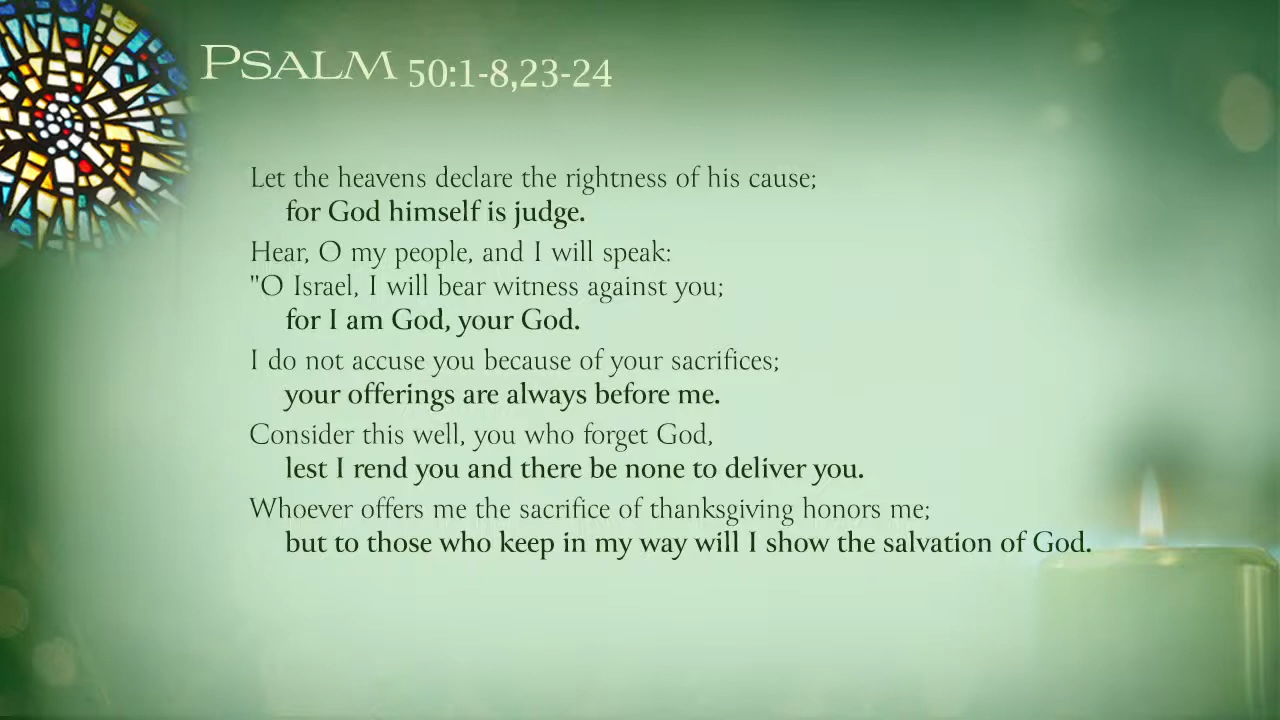 Psalm 50:1-8,23-24
Let the heavens declare the rightness of his cause;
for God himself is judge.
Hear, O my people, and I will speak:
"O Israel, I will bear witness against you;
for I am God, your God.
I do not accuse you because of your sacrifices;
your offerings are always before me.
Consider this well, you who forget God,
lest I rend you and there be none to deliver you.
Whoever offers me the sacrifice of thanksgiving honors me;
but to those who keep in my way will I show the salvation of God.